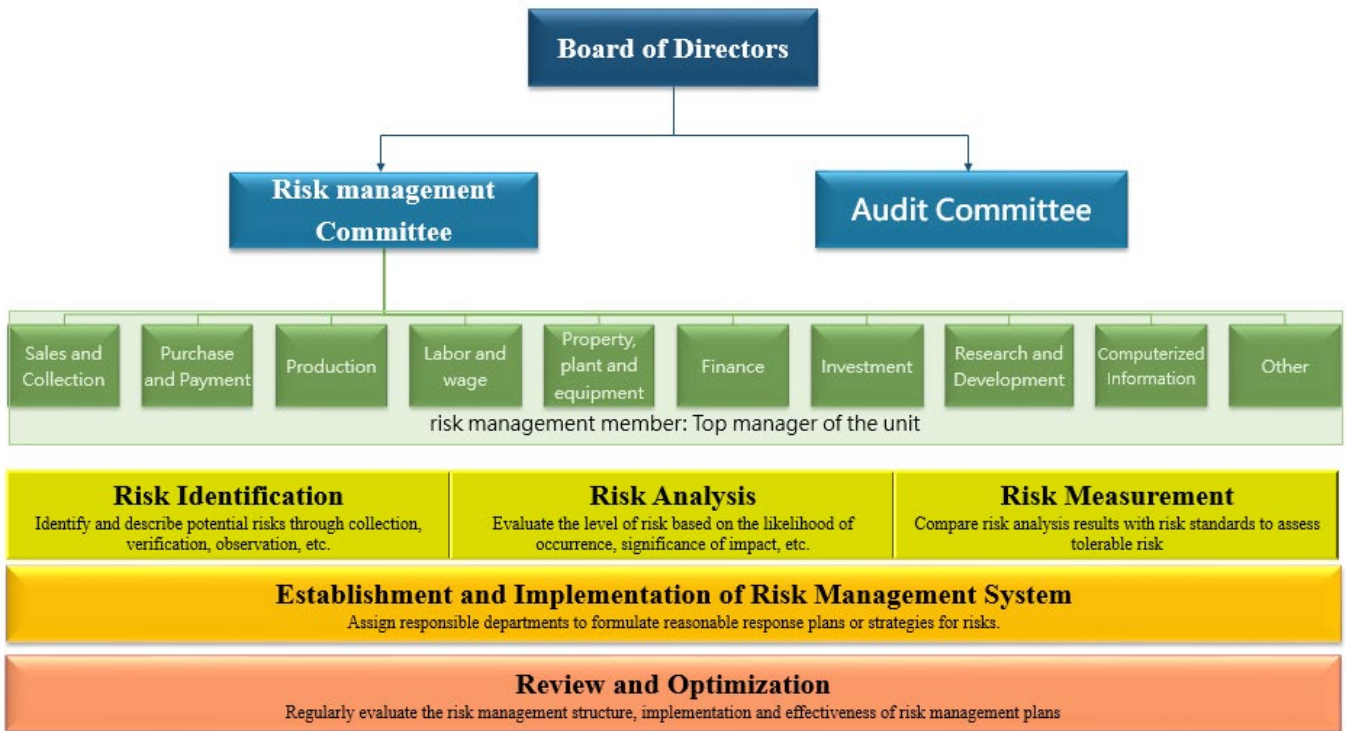 Board of Directors
Risk management
Committee
Audit Committee
Sales and
Collection
Purchase
and Payment
Production
Labor and
wage
Property,
plant and
equipment
Finance
Investment
Research and
Development
Computerized
Information
Other
risk management member: Top manager of the unit
Risk Identification
Identify and describe potential risks through collection,
verification, observation, etc.
Risk Analysis
Evaluate the level of risk based on the likelihood of
occurrence, significance of impact, etc.
Risk Measurement
Compare risk analysis results with risk standards to assess
tolerable risk
Establishment and Implementation of Risk Management System
Assign responsible departments to formulate reasonable response plans or strategies for risks.
Review and Optimization
Regularly evaluate the risk management structure, implementation and effectiveness of risk management plans